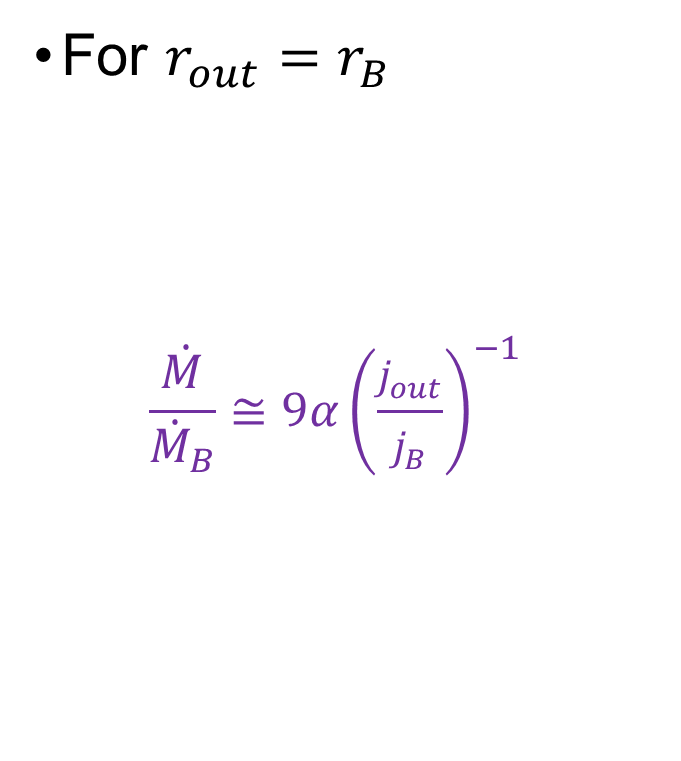 • For r_out = r_B
Ṁ/Ṁ_B ≅ 9α (j_out/j_B)^−1